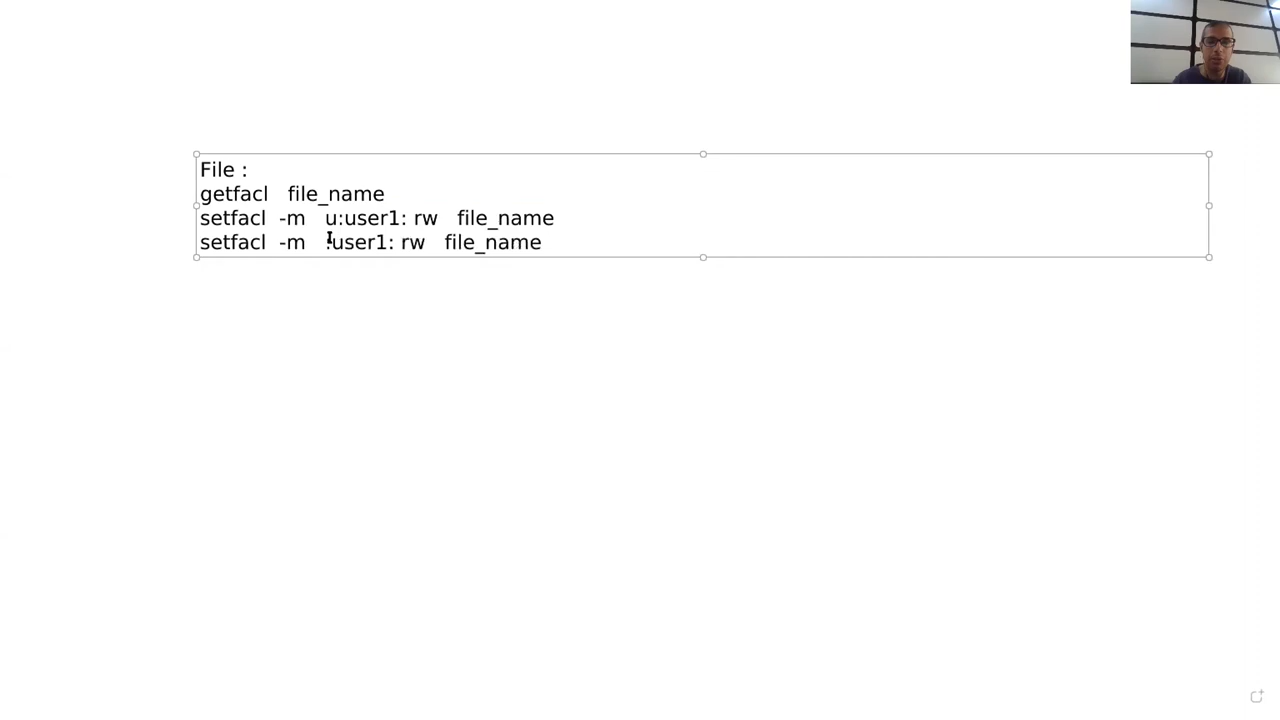 File :
getfacl   file_name
setfacl  -m   u:user1: rw   file_name
setfacl  -m   :user1: rw   file_name